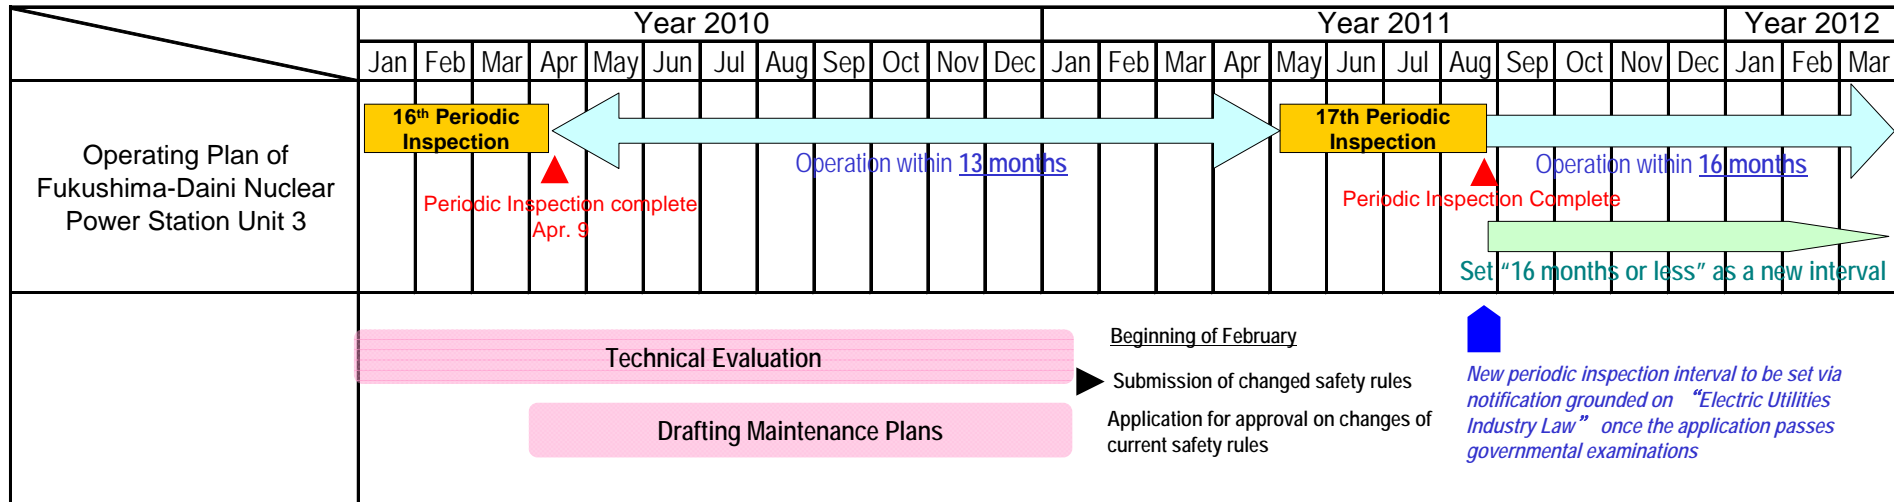 Year 2010 Year 2011 Year 2012
Jan Feb Mar Apr May Jun Jul Aug Sep Oct Nov Dec Jan Feb Mar Apr May Jun Jul Aug Sep Oct Nov Dec Jan Feb Mar
Operating Plan of
Fukushima-Daini Nuclear
Power Station Unit 3
16th Periodic
Inspection
Operation within 13 months
Periodic Inspection complete
Apr. 9
17th Periodic
Inspection
Operation within 16 months
Periodic Inspection Complete
Set “16 months or less” as a new interval
Technical Evaluation
Drafting Maintenance Plans
Beginning of February
Submission of changed safety rules
Application for approval on changes of
current safety rules
New periodic inspection interval to be set via
notification grounded on “Electric Utilities
Industry Law” once the application passes
governmental examinations